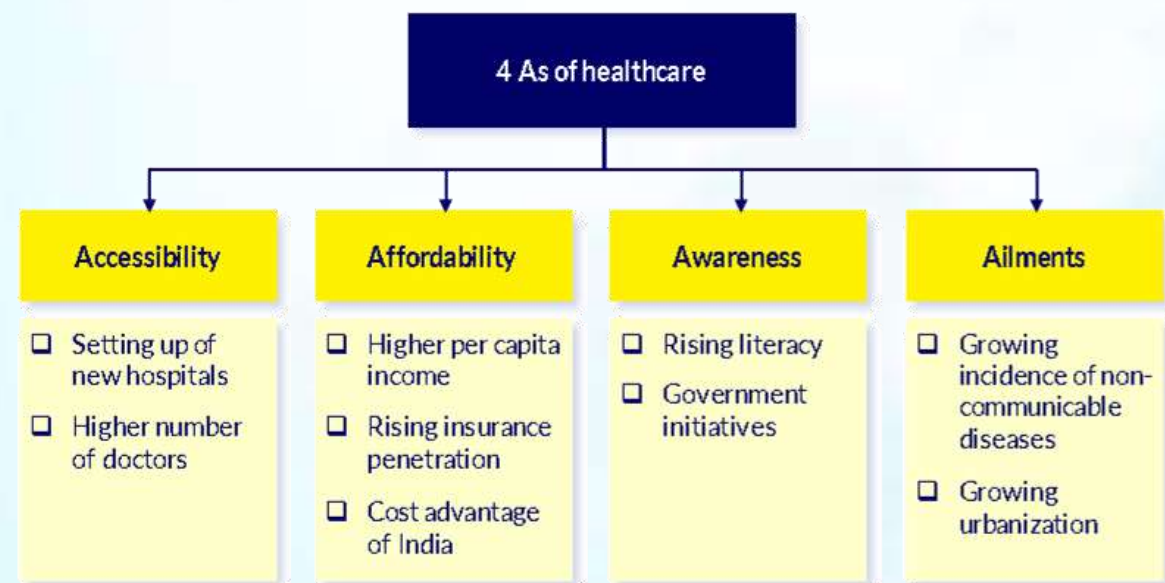 4 As of healthcare
Accessibility
❑ Setting up of
new hospitals
❑ Higher number
of doctors
Affordability
❑ Higher per capita
income
❑ Rising insurance
penetration
❑ Cost advantage
of India
Awareness
❑ Rising literacy
❑ Government
initiatives
Ailments
❑ Growing
incidence of non-
communicable
diseases
❑ Growing
urbanization